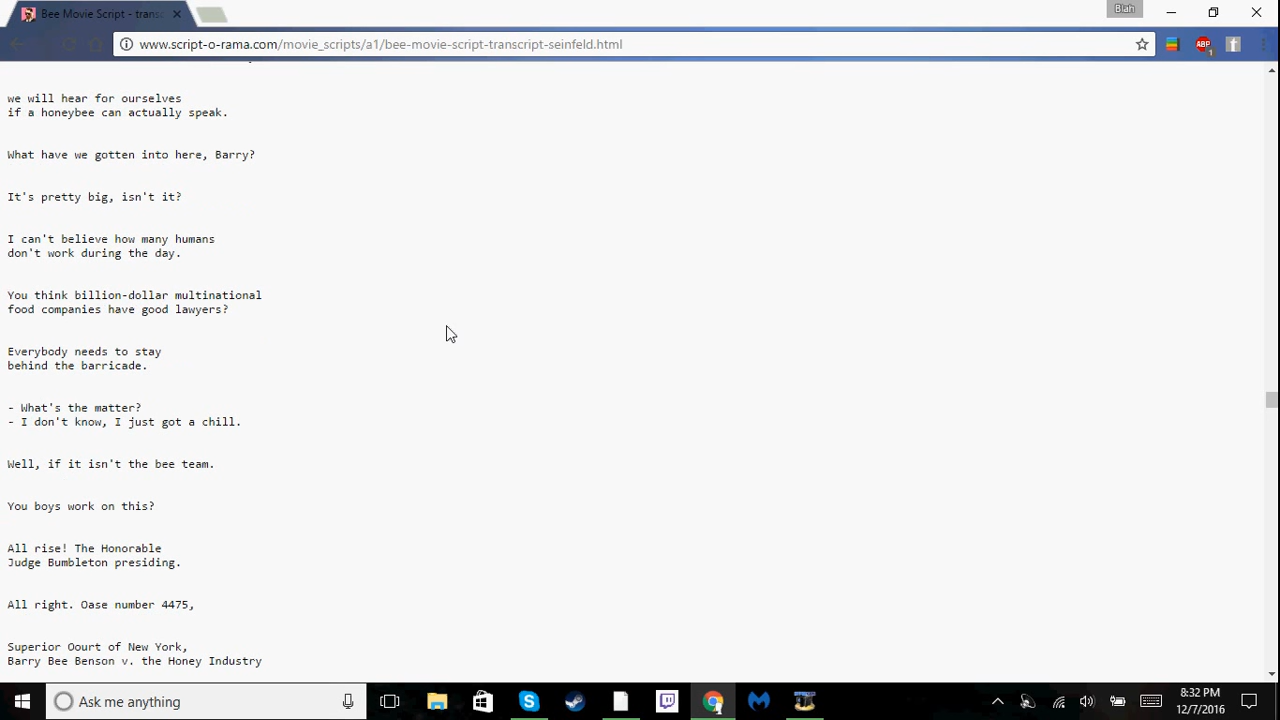 Bee Movie Script - transc
Blah
www.script-o-rama.com/movie_scripts/a1/bee-movie-script-transcript-seinfeld.html
ABP
1
we will hear for ourselves
if a honeybee can actually speak.
What have we gotten into here, Barry?
It's pretty big, isn't it?
I can't believe how many humans
don't work during the day.
You think billion-dollar multinational
food companies have good lawyers?
Everybody needs to stay
behind the barricade.
- What's the matter?
- I don't know, I just got a chill.
Well, if it isn't the bee team.
You boys work on this?
All rise! The Honorable
Judge Bumbleton presiding.
All right. Oase number 4475,
Superior Oourt of New York,
Barry Bee Benson v. the Honey Industry
Ask me anything
8:32 PM
12/7/2016